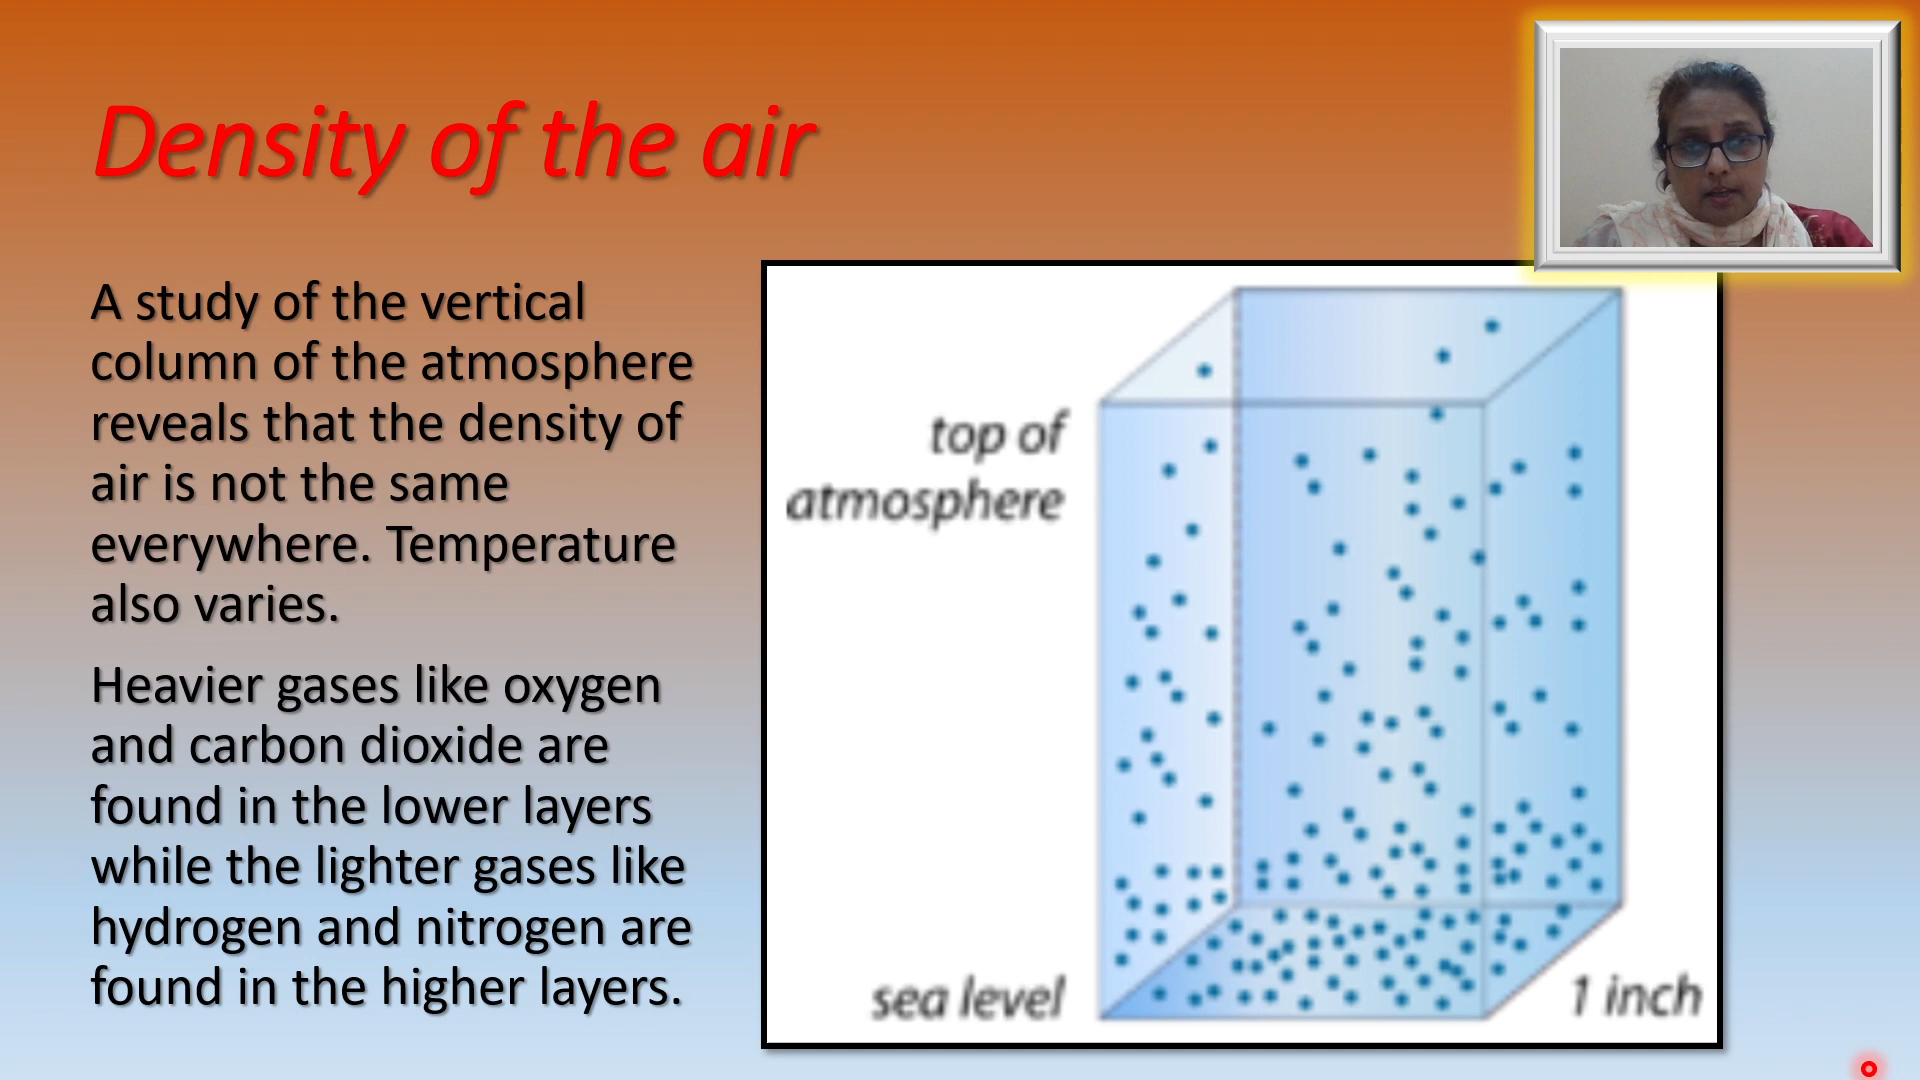 Density of the air
A study of the vertical
column of the atmosphere
reveals that the density of
air is not the same
everywhere. Temperature
also varies.
Heavier gases like oxygen
and carbon dioxide are
found in the lower layers
while the lighter gases like
hydrogen and nitrogen are
found in the higher layers.
top of
atmosphere
sea level
1 inch